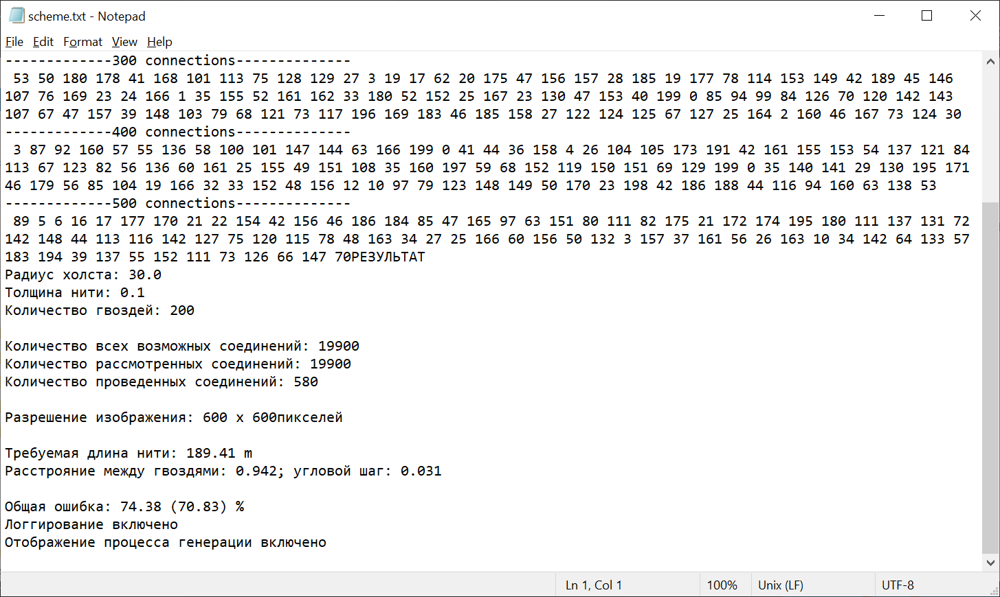 scheme.txt - Notepad
File Edit Format View Help
-------------300 connections--------------
53 50 180 178 41 168 101 113 75 128 129 27 3 19 17 62 20 175 47 156 157 28 185 19 177 78 114 153 149 42 189 45 146
107 76 169 23 24 166 1 35 155 52 161 162 33 180 52 152 25 167 23 130 47 153 40 199 0 85 94 99 84 126 70 120 142 143
107 67 47 157 39 148 103 79 68 121 73 117 196 169 183 46 185 158 27 122 124 125 67 127 25 164 2 160 46 167 73 124 30
-------------400 connections--------------
3 87 92 160 57 55 136 58 100 101 147 144 63 166 199 0 41 44 36 158 4 26 104 105 173 191 42 161 155 153 54 137 121 84
113 67 123 82 56 136 60 161 25 155 49 151 108 35 160 197 59 68 152 119 150 151 69 129 199 0 35 140 141 29 130 195 171
46 179 56 85 104 19 166 32 33 152 48 156 12 10 97 79 123 148 149 50 170 23 198 42 186 188 44 116 94 160 63 138 53
-------------500 connections--------------
89 5 6 16 17 177 170 21 22 154 42 156 46 186 184 85 47 165 97 63 151 80 111 82 175 21 172 174 195 180 111 137 131 72
142 148 44 113 116 142 127 75 120 115 78 48 163 34 27 25 166 60 156 50 132 3 157 37 161 56 26 163 10 34 142 64 133 57
183 194 39 137 55 152 111 73 126 66 147 70РЕЗУЛЬТАТ
Радиус холста: 30.0
Толщина нити: 0.1
Количество гвоздей: 200
Количество всех возможных соединений: 19900
Количество рассмотренных соединений: 19900
Количество проведенных соединений: 580
Разрешение изображения: 600 x 600пикселей
Требуемая длина нити: 189.41 m
Расстрояние между гвоздями: 0.942; угловой шаг: 0.031
Общая ошибка: 74.38 (70.83) %
Логгирование включено
Отображение процесса генерации включено
Ln 1, Col 1 100% Unix (LF) UTF-8